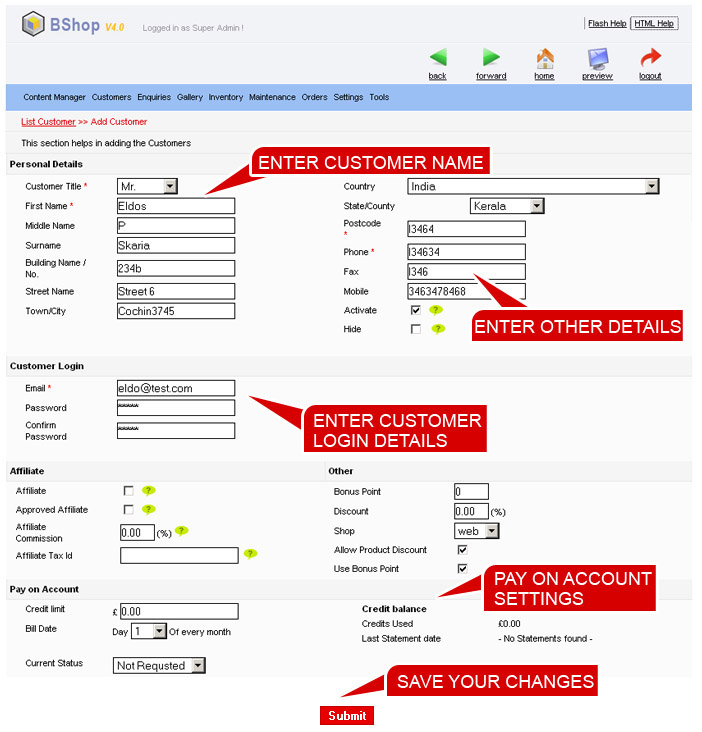 BShop V4.0 Logged in as Super Admin !
Flash Help HTML Help
back forward home preview logout
Content Manager Customers Enquiries Gallery Inventory Maintenance Orders Settings Tools
List Customer >> Add Customer
This section helps in adding the Customers
ENTER CUSTOMER NAME
Personal Details
Customer Title * Mr.
First Name * Eldos
Middle Name P
Surname Skaria
Building Name / No. 234b
Street Name Street 6
Town/City Cochin3745
Country India
State/County Kerala
Postcode * l3464
Phone * l34634
Fax l346
Mobile 3463478468
Activate ?
Hide ?
ENTER OTHER DETAILS
Customer Login
Email * eldo@test.com
Password *****
Confirm Password *****
ENTER CUSTOMER
LOGIN DETAILS
Affiliate
Affiliate ?
Approved Affiliate ?
Affiliate Commission 0.00 (%) ?
Affiliate Tax Id ?
Other
Bonus Point 0
Discount 0.00 (%)
Shop web
Allow Product Discount
Use Bonus Point
PAY ON ACCOUNT
SETTINGS
Pay on Account
Credit limit £ 0.00
Bill Date Day 1 Of every month
Current Status Not Requsted
Credit balance
Credits Used £0.00
Last Statement date - No Statements found -
SAVE YOUR CHANGES
Submit